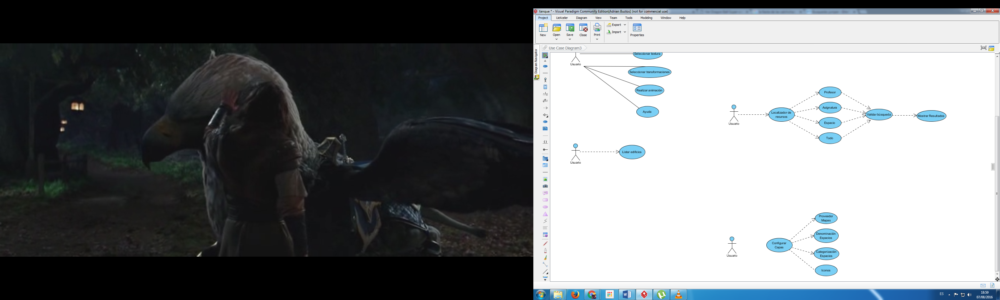 tanque * - Visual Paradigm Community Edition[Adrian Bustos] (not for commercial use)
Project UeXceler Diagram View Team Tools Modeling Window Help
New Open Save Close Print Export Import Properties
Diagram Navigator
Use Case Diagram3
Seleccionar textura
Usuario
Seleccionar transformaciones
Realizar animación
Ayuda
Usuario
Listar edificios
Usuario
Localizador de
recursos
Profesor
Asignatura
Espacio
Todo
Validar búsqueda
Mostrar Resultados
Usuario
Configurar
Capas
Proveedor
Mapas
Denominación
Espacios
Categorización
Espacios
Iconos
ES
18:59
07/08/2016